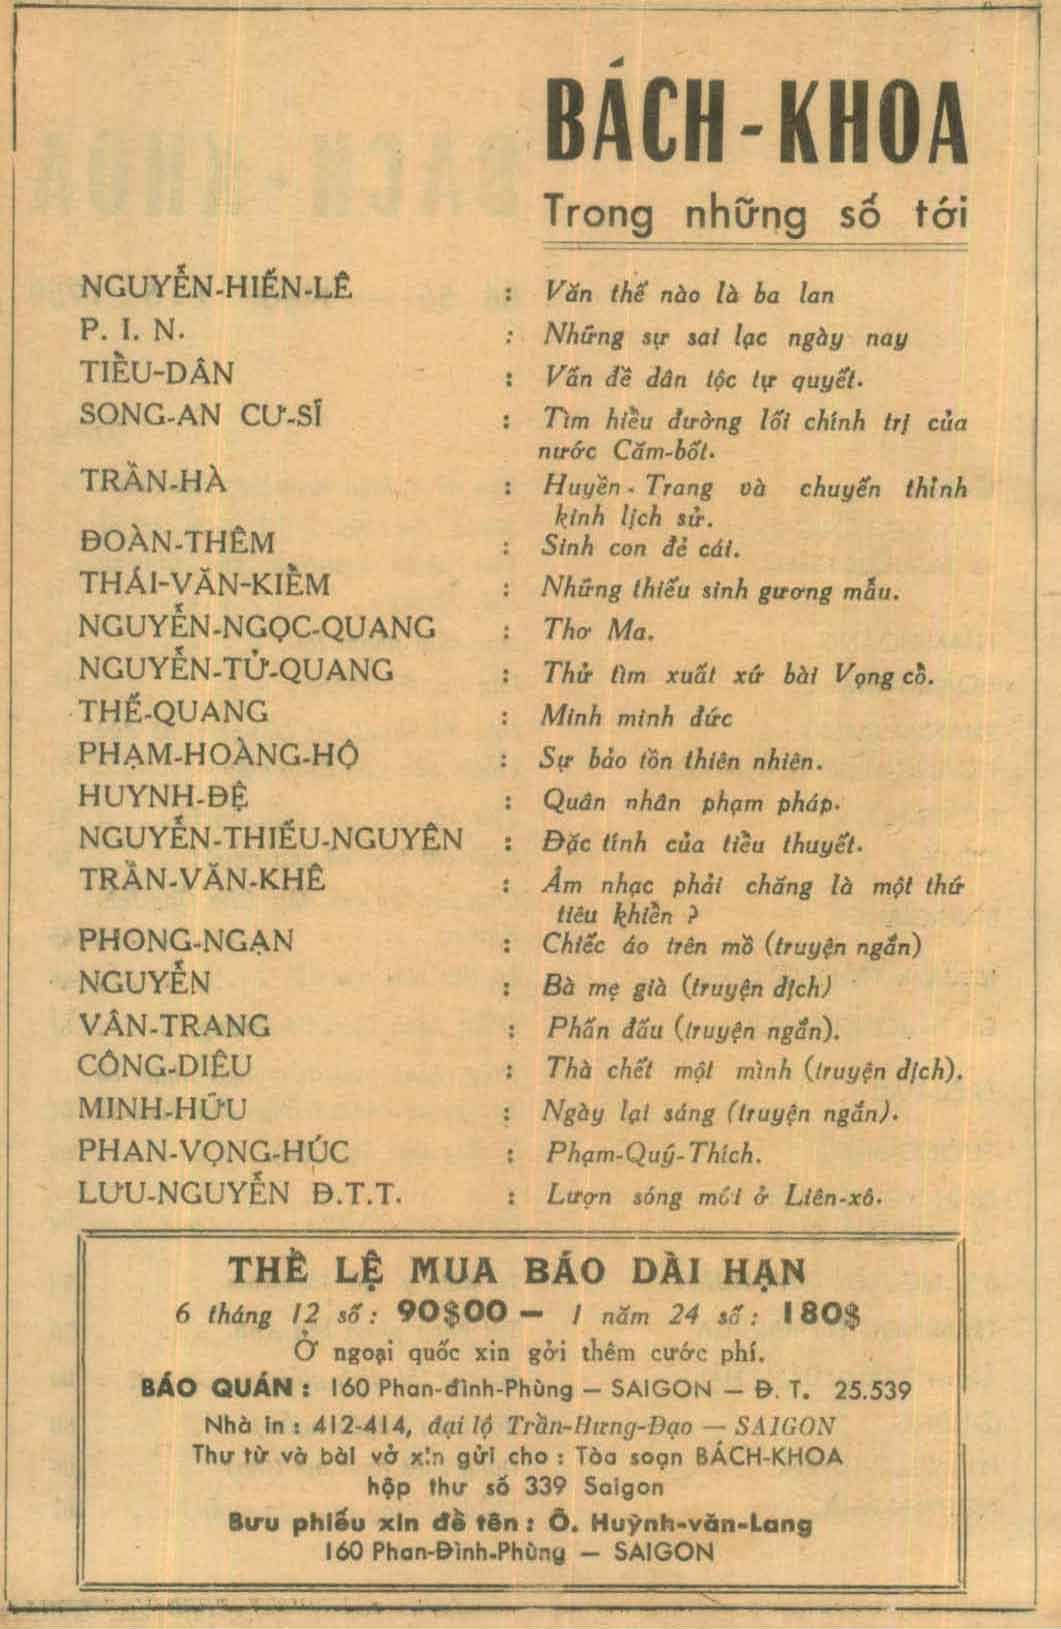 BÁCH-KHOA
Trong những số tới
NGUYỄN-HIẾN-LÊ : Văn thế nào là ba lan
P. I. N. : Những sự sai lạc ngày nay
TIỂU-DÂN : Vấn đề dân tộc tự quyết.
SONG-AN CƯ-SĨ : Tìm hiểu đường lối chính trị của
nước Căm-bốt.
TRẦN-HÀ : Huyền-Trang và chuyến thỉnh
kinh lịch sử.
ĐOÀN-THÊM : Sinh con đẻ cái.
THÁI-VĂN-KIỂM : Những thiếu sinh gương mẫu.
NGUYỄN-NGỌC-QUANG : Thơ Ma.
NGUYỄN-TỬ-QUANG : Thử tìm xuất xứ bài Vọng cổ.
THẾ-QUANG : Minh minh đức
PHẠM-HOÀNG-HỘ : Sự bảo tồn thiên nhiên.
HUYNH-ĐỆ : Quân nhân phạm pháp.
NGUYỄN-THIẾU-NGUYÊN : Đặc tính của tiểu thuyết.
TRẦN-VĂN-KHÊ : Âm nhạc phải chăng là một thứ
tiêu khiển ?
PHONG-NGẠN : Chiếc áo trên mồ (truyện ngắn)
NGUYỄN : Bà mẹ già (truyện dịch)
VÂN-TRANG : Phấn đấu (truyện ngắn).
CÔNG-DIỆU : Thà chết một mình (truyện dịch).
MINH-HỮU : Ngày lại sáng (truyện ngắn).
PHAN-VỌNG-HÚC : Phạm-Quý-Thích.
LƯU-NGUYỄN Đ.T.T. : Lượn sóng mới ở Liên-xô.
THỂ LỆ MUA BÁO DÀI HẠN
6 tháng 12 số : 90$00 — 1 năm 24 số : 180$
Ở ngoại quốc xin gởi thêm cước phí.
BÁO QUÁN : 160 Phan-đình-Phùng — SAIGON — Đ. T. 25.539
Nhà in : 412-414, đại lộ Trần-Hưng-Đạo — SAIGON
Thư từ và bài vở xin gửi cho : Tòa soạn BÁCH-KHOA
hộp thư số 339 Saigon
Bưu phiếu xin đề tên : Ô. Huỳnh-văn-Lang
160 Phan-Đình-Phùng — SAIGON